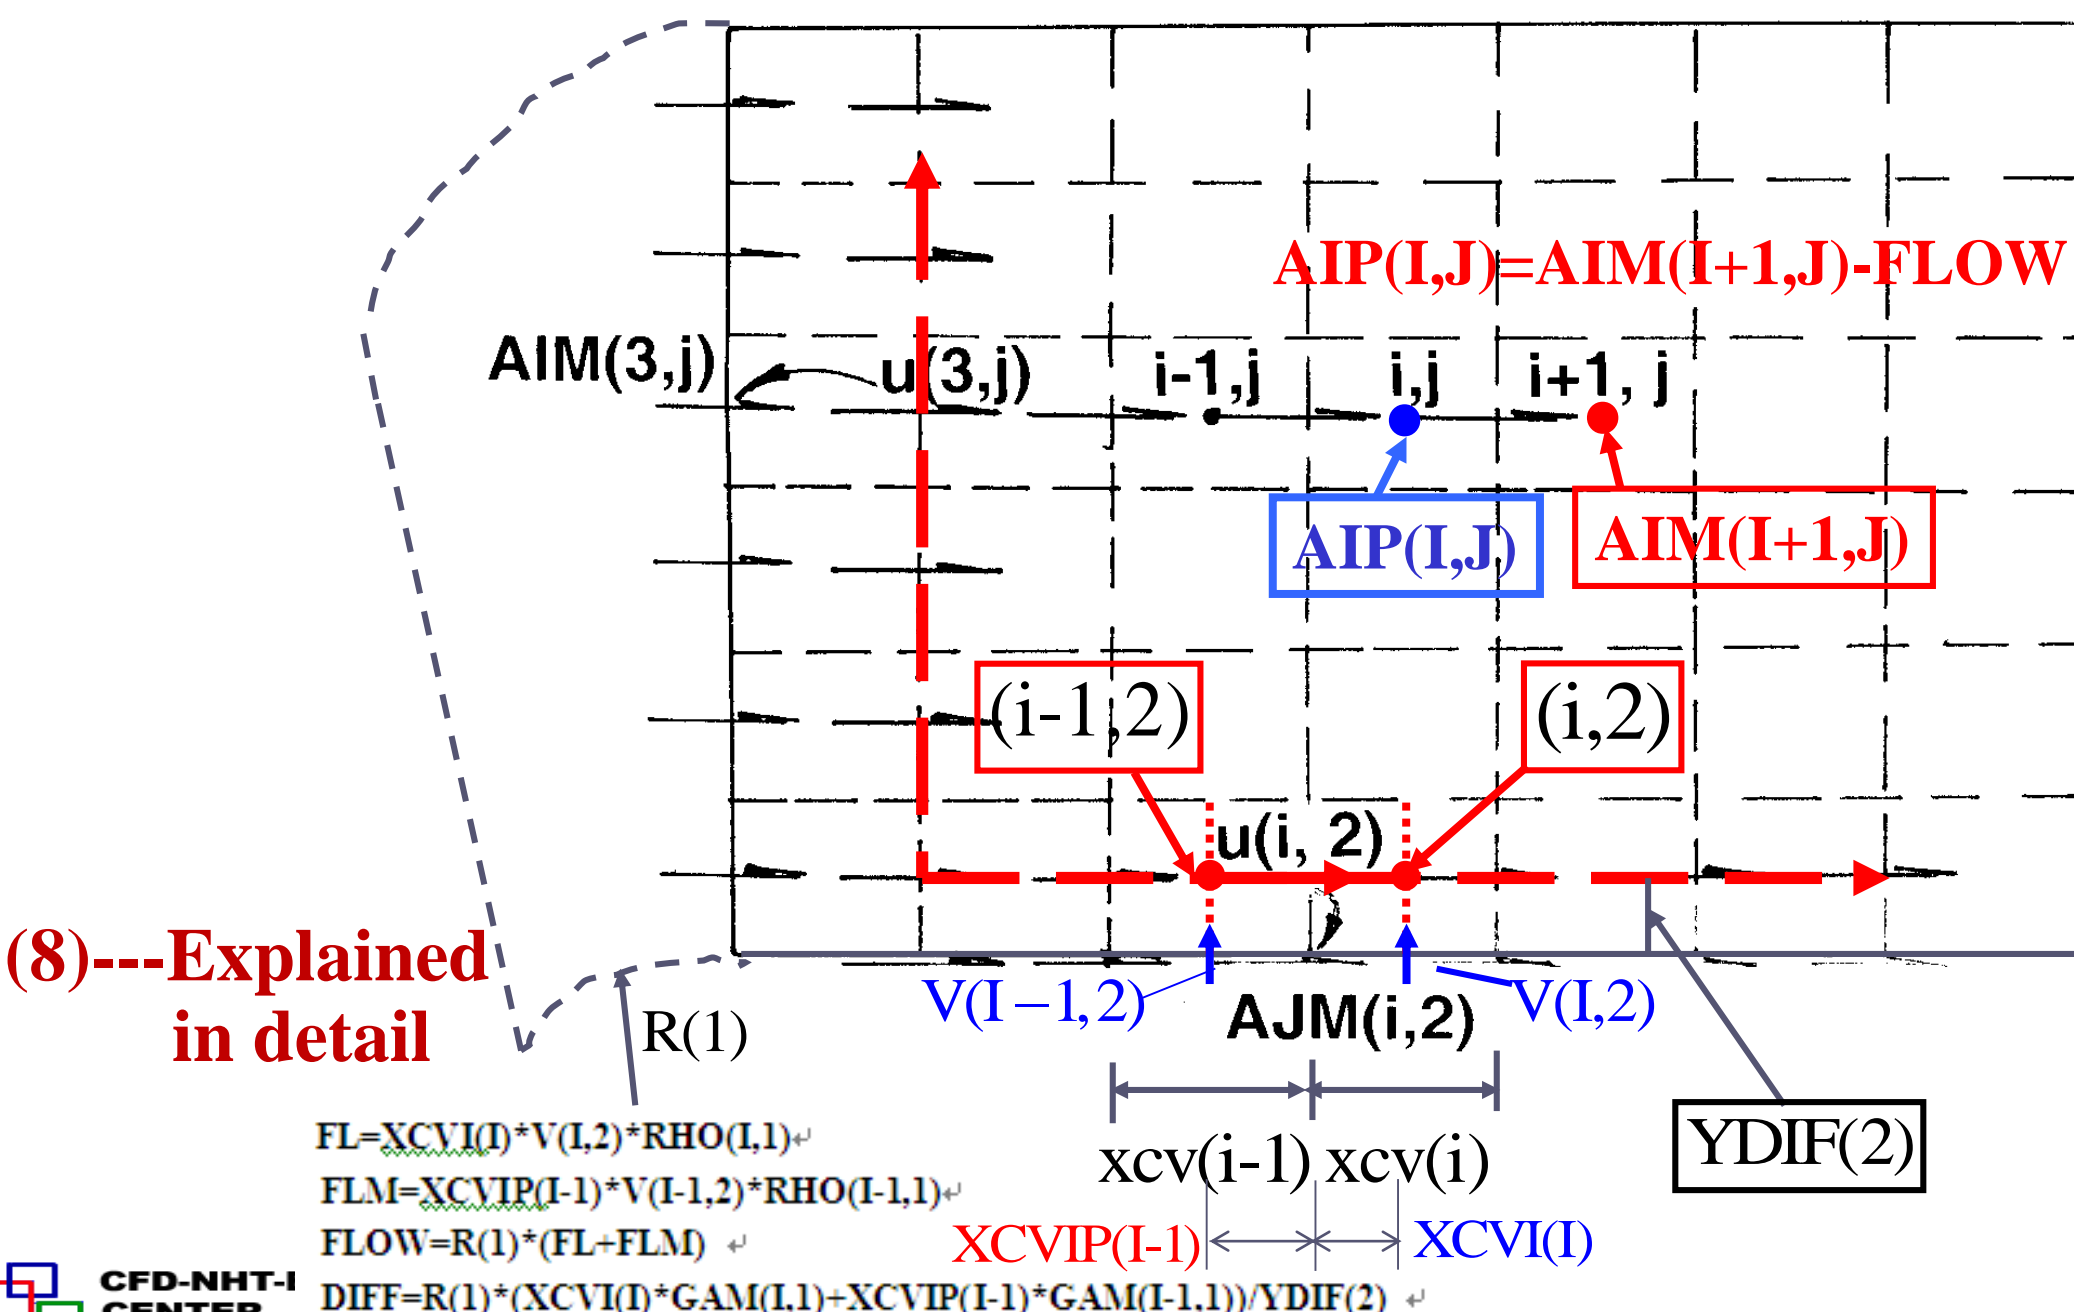 AIP(I,J)=AIM(I+1,J)-FLOW
AIM(3,j)
u(3,j)
i-1,j
i,j
i+1, j
AIP(I,J)
AIM(I+1,J)
(i-1,2)
(i,2)
u(i, 2)
(8)---Explained
in detail
R(1)
V(I−1,2)
AJM(i,2)
V(I,2)
YDIF(2)
xcv(i-1)
xcv(i)
XCVIP(I-1)
XCVI(I)
FL=XCVI(I)*V(I,2)*RHO(I,1)↵
FLM=XCVIP(I-1)*V(I-1,2)*RHO(I-1,1)↵
FLOW=R(1)*(FL+FLM) ↵
DIFF=R(1)*(XCVI(I)*GAM(I,1)+XCVIP(I-1)*GAM(I-1,1))/YDIF(2) ↵
CFD-NHT-
CENTER